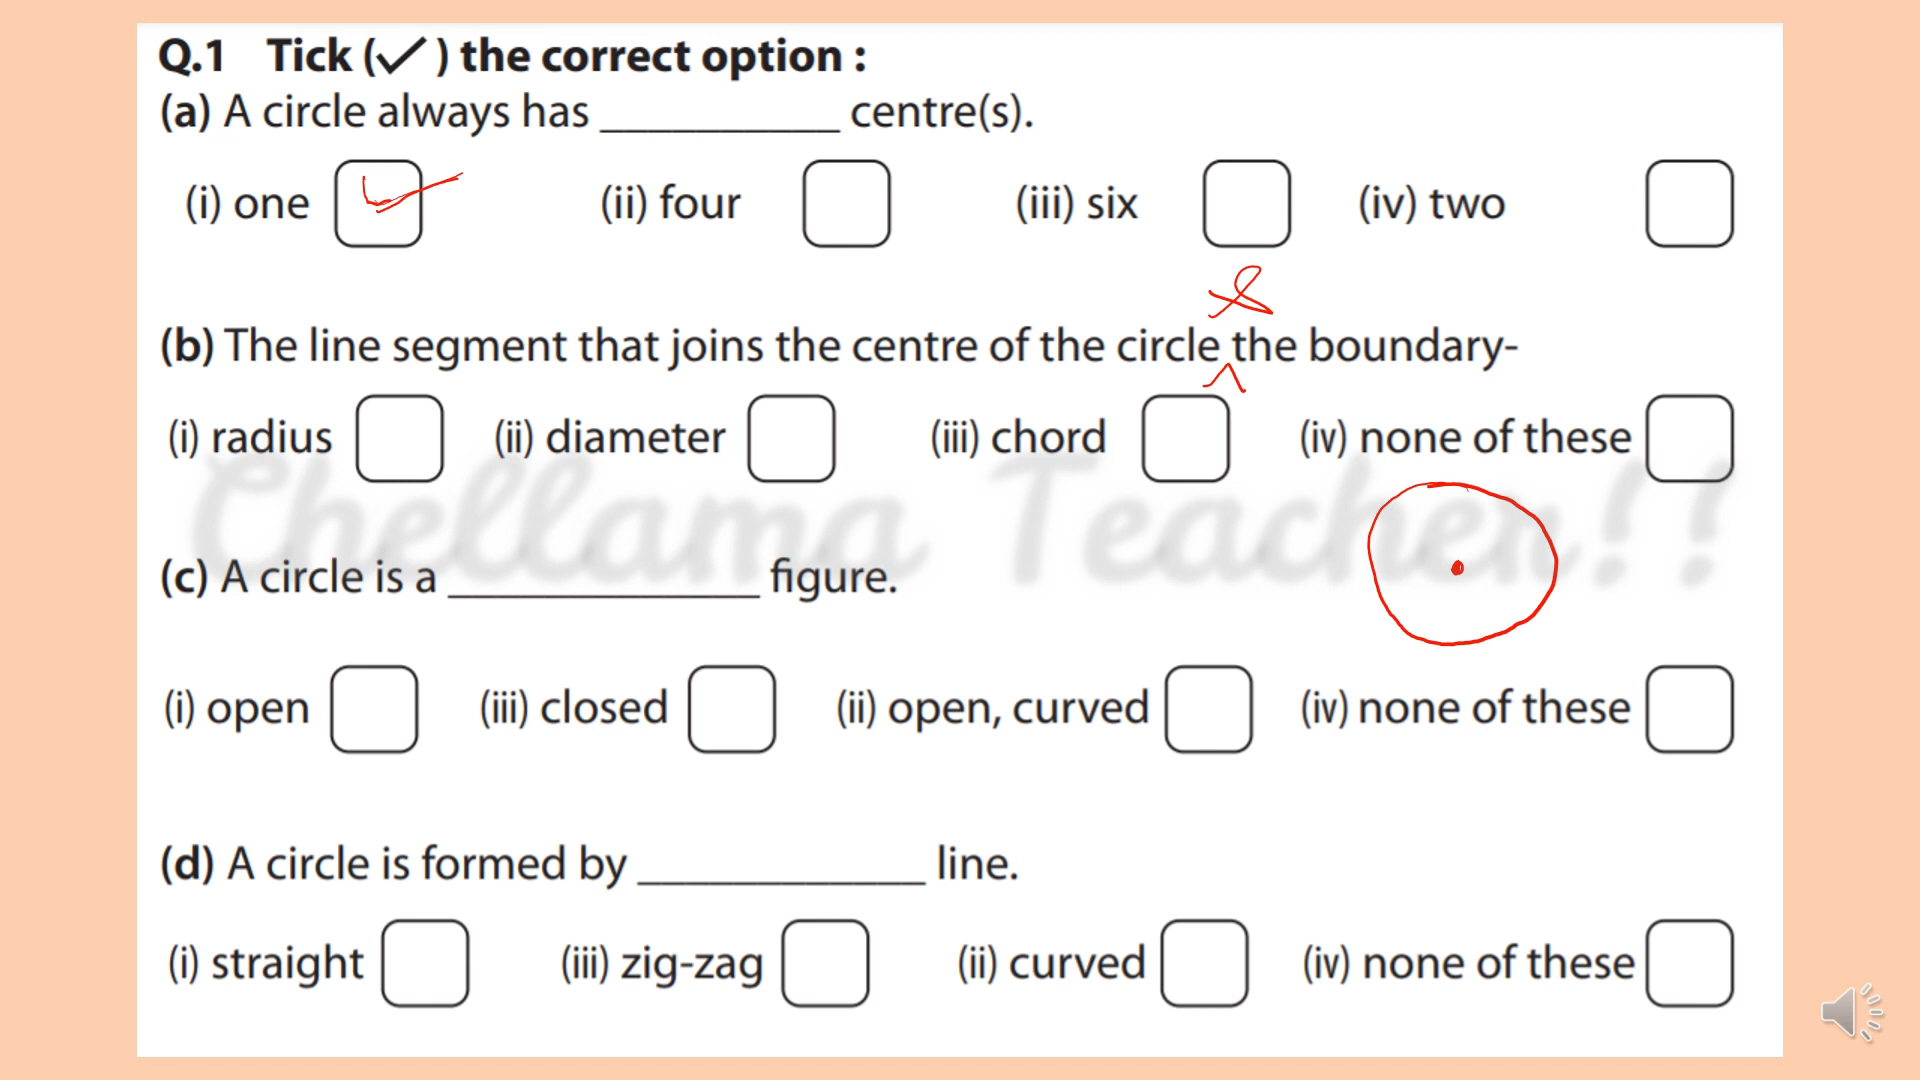 Q.1 Tick (✓) the correct option :
(a) A circle always has __________ centre(s).
(i) one (ii) four (iii) six (iv) two
&
(b) The line segment that joins the centre of the circle the boundary-
(i) radius (ii) diameter (iii) chord (iv) none of these
Chellama Teacher!!
(c) A circle is a _____________ figure.
(i) open (iii) closed (ii) open, curved (iv) none of these
(d) A circle is formed by ____________ line.
(i) straight (iii) zig-zag (ii) curved (iv) none of these